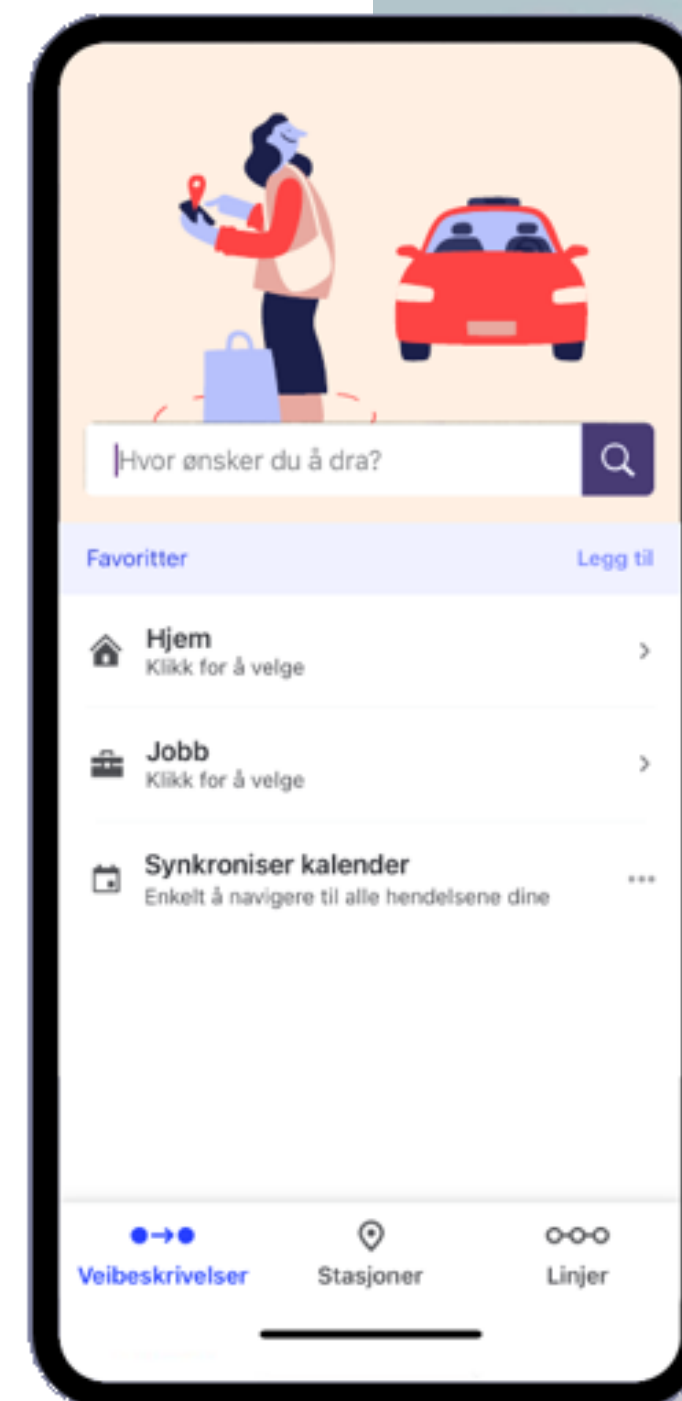 Hvor ønsker du å dra?
Favoritter Legg til
Hjem
Klikk for å velge
Jobb
Klikk for å velge
Synkroniser kalender
Enkelt å navigere til alle hendelsene dine
Veibeskrivelser Stasjoner Linjer